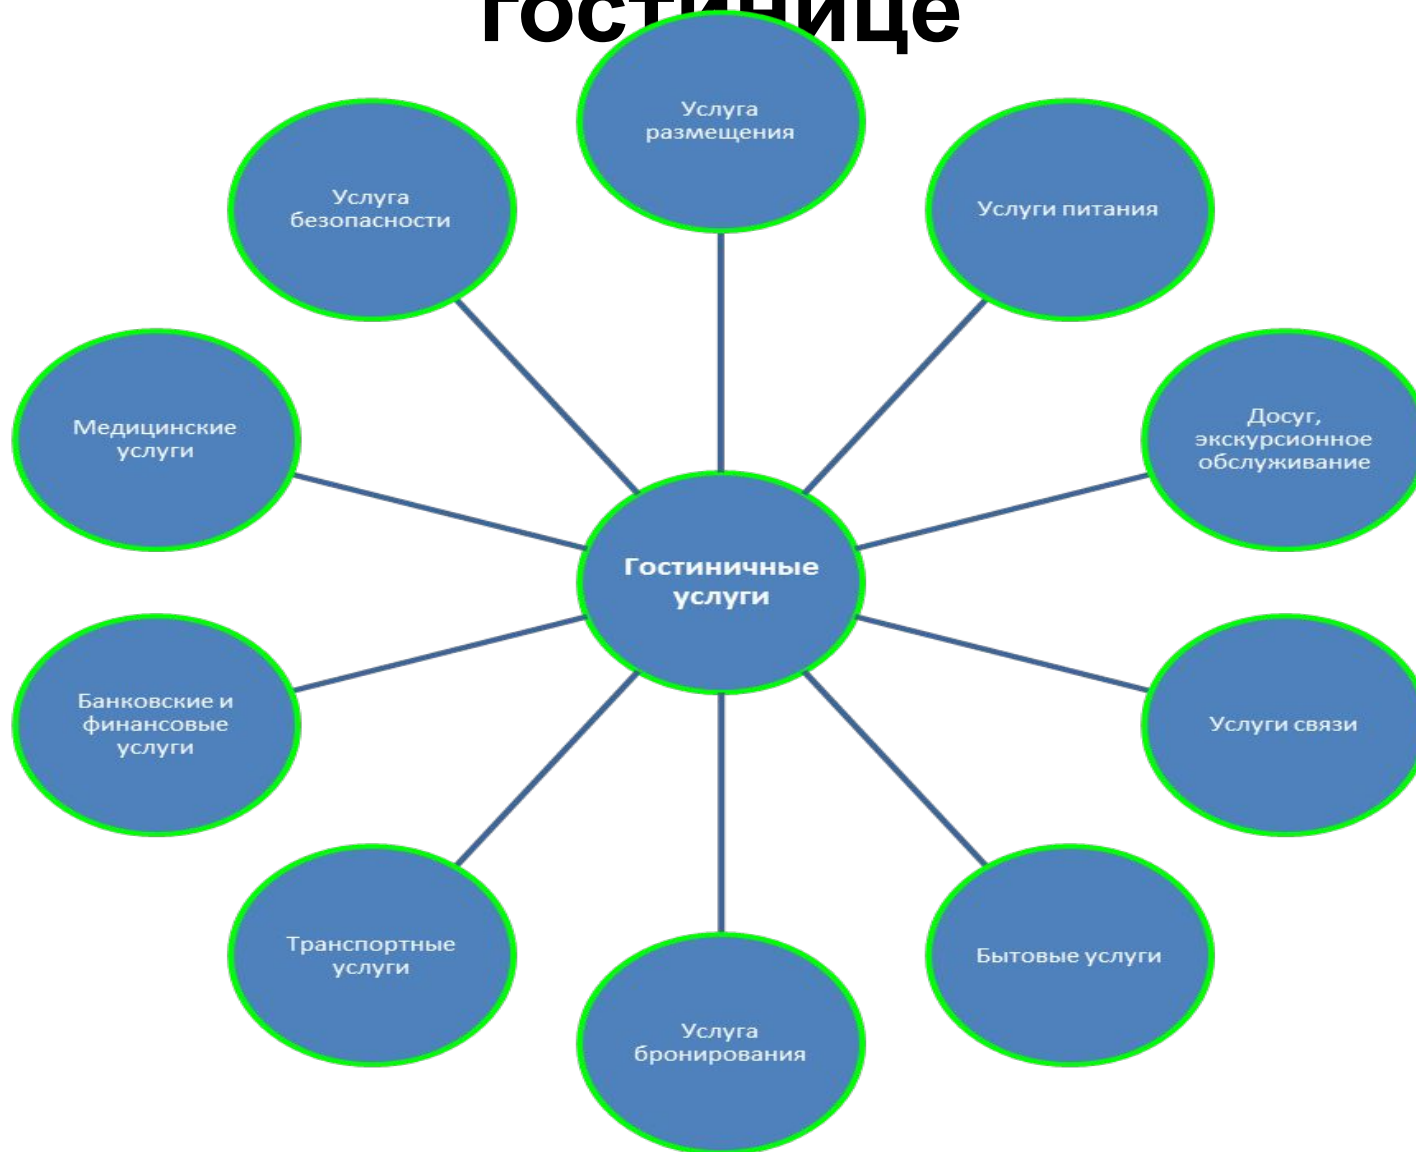 гостинице
Услуга
размещения
Услуга
безопасности
Услуги питания
Медицинские
услуги
Досуг,
экскурсионное
обслуживание
Гостиничные
услуги
Банковские и
финансовые
услуги
Услуги связи
Транспортные
услуги
Бытовые услуги
Услуга
бронирования